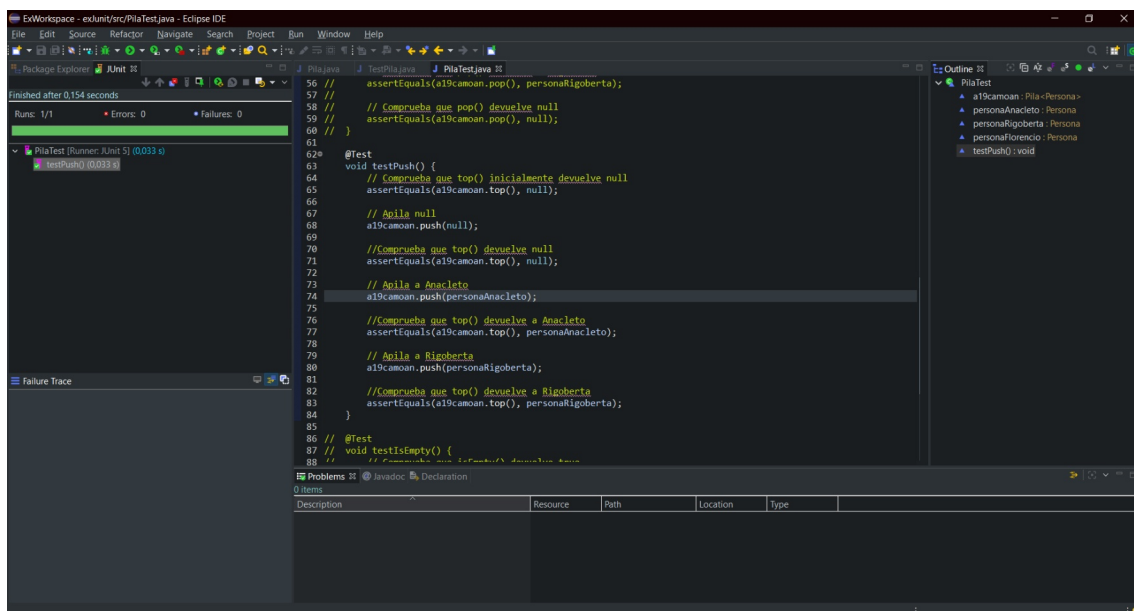 ExWorkspace - exJunit/src/PilaTest.java - Eclipse IDE
File Edit Source Refactor Navigate Search Project Run Window Help
Package Explorer JUnit
Finished after 0,154 seconds
Runs: 1/1 Errors: 0 Failures: 0
PilaTest [Runner: JUnit 5] (0,033 s)
testPush() (0,033 s)
Failure Trace
Pila.java TestPila.java PilaTest.java
56 // assertEquals(a19camoan.pop(), personaRigoberta);
57 //
58 // // Comprueba que pop() devuelve null
59 // assertEquals(a19camoan.pop(), null);
60 // }
61
62 @Test
63 void testPush() {
64 // Comprueba que top() inicialmente devuelve null
65 assertEquals(a19camoan.top(), null);
66
67 // Apila null
68 a19camoan.push(null);
69
70 //Comprueba que top() devuelve null
71 assertEquals(a19camoan.top(), null);
72
73 // Apila a Anacleto
74 a19camoan.push(personaAnacleto);
75
76 //Comprueba que top() devuelve a Anacleto
77 assertEquals(a19camoan.top(), personaAnacleto);
78
79 // Apila a Rigoberta
80 a19camoan.push(personaRigoberta);
81
82 //Comprueba que top() devuelve a Rigoberta
83 assertEquals(a19camoan.top(), personaRigoberta);
84 }
85
86 // @Test
87 // void testIsEmpty() {
88 // // Comprueba que isEmpty() devuelve true
Outline
PilaTest
a19camoan : Pila<Persona>
personaAnacleto : Persona
personaRigoberta : Persona
personaFlorencio : Persona
testPush() : void
Problems Javadoc Declaration
0 items
Description Resource Path Location Type